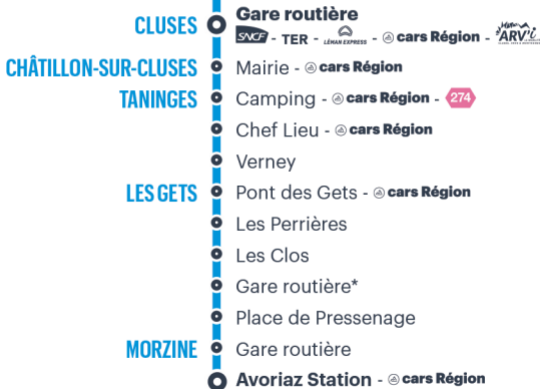 CLUSES Gare routière
SNCF - TER - LÉMAN EXPRESS - cars Région - ARV'i
CHÂTILLON-SUR-CLUSES Mairie - cars Région
TANINGES Camping - cars Région - 274
Chef Lieu - cars Région
Verney
LES GETS Pont des Gets - cars Région
Les Perrières
Les Clos
Gare routière*
Place de Pressenage
MORZINE Gare routière
Avoriaz Station - cars Région